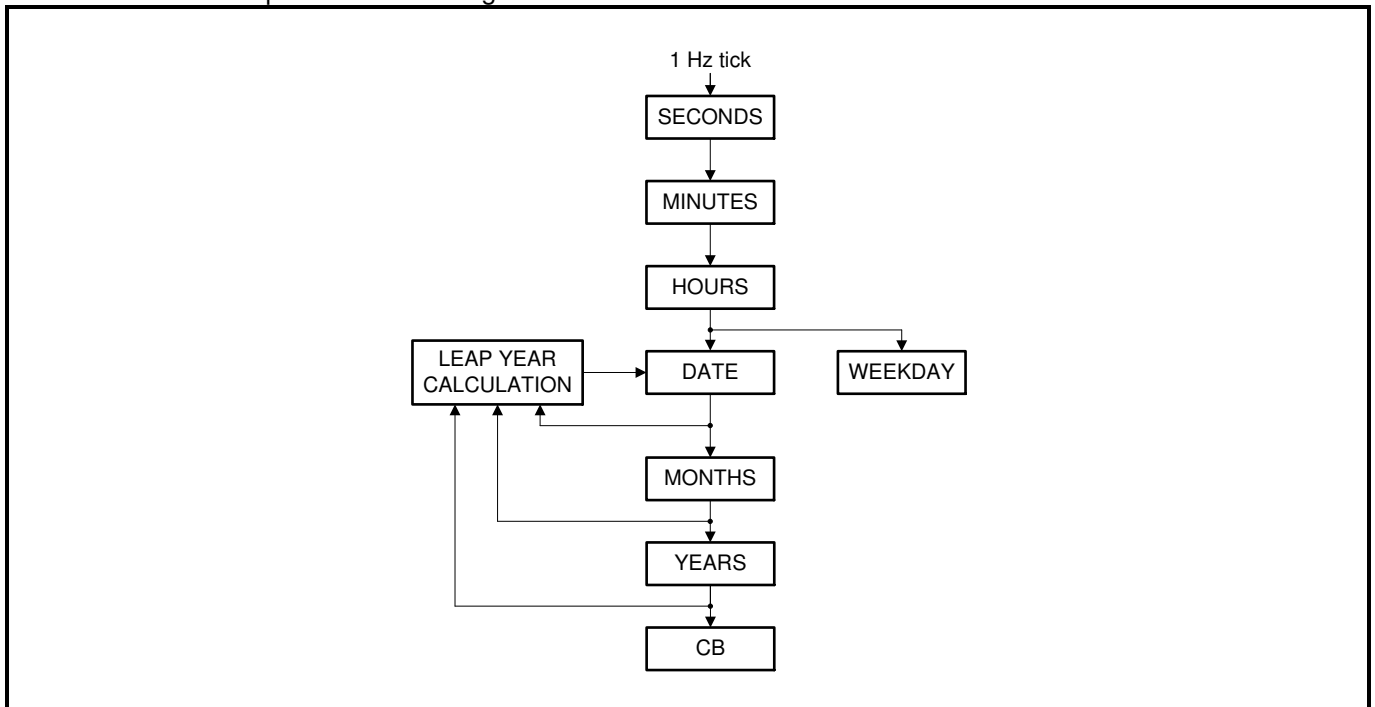 1 Hz tick
SECONDS
MINUTES
HOURS
LEAP YEAR
CALCULATION
DATE
WEEKDAY
MONTHS
YEARS
CB